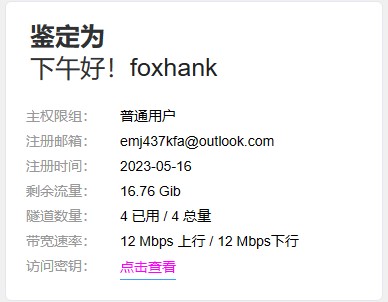 鉴定为
下午好！foxhank
主权限组： 普通用户
注册邮箱： emj437kfa@outlook.com
注册时间： 2023-05-16
剩余流量： 16.76 Gib
隧道数量： 4 已用 / 4 总量
带宽速率： 12 Mbps 上行 / 12 Mbps下行
访问密钥： 点击查看